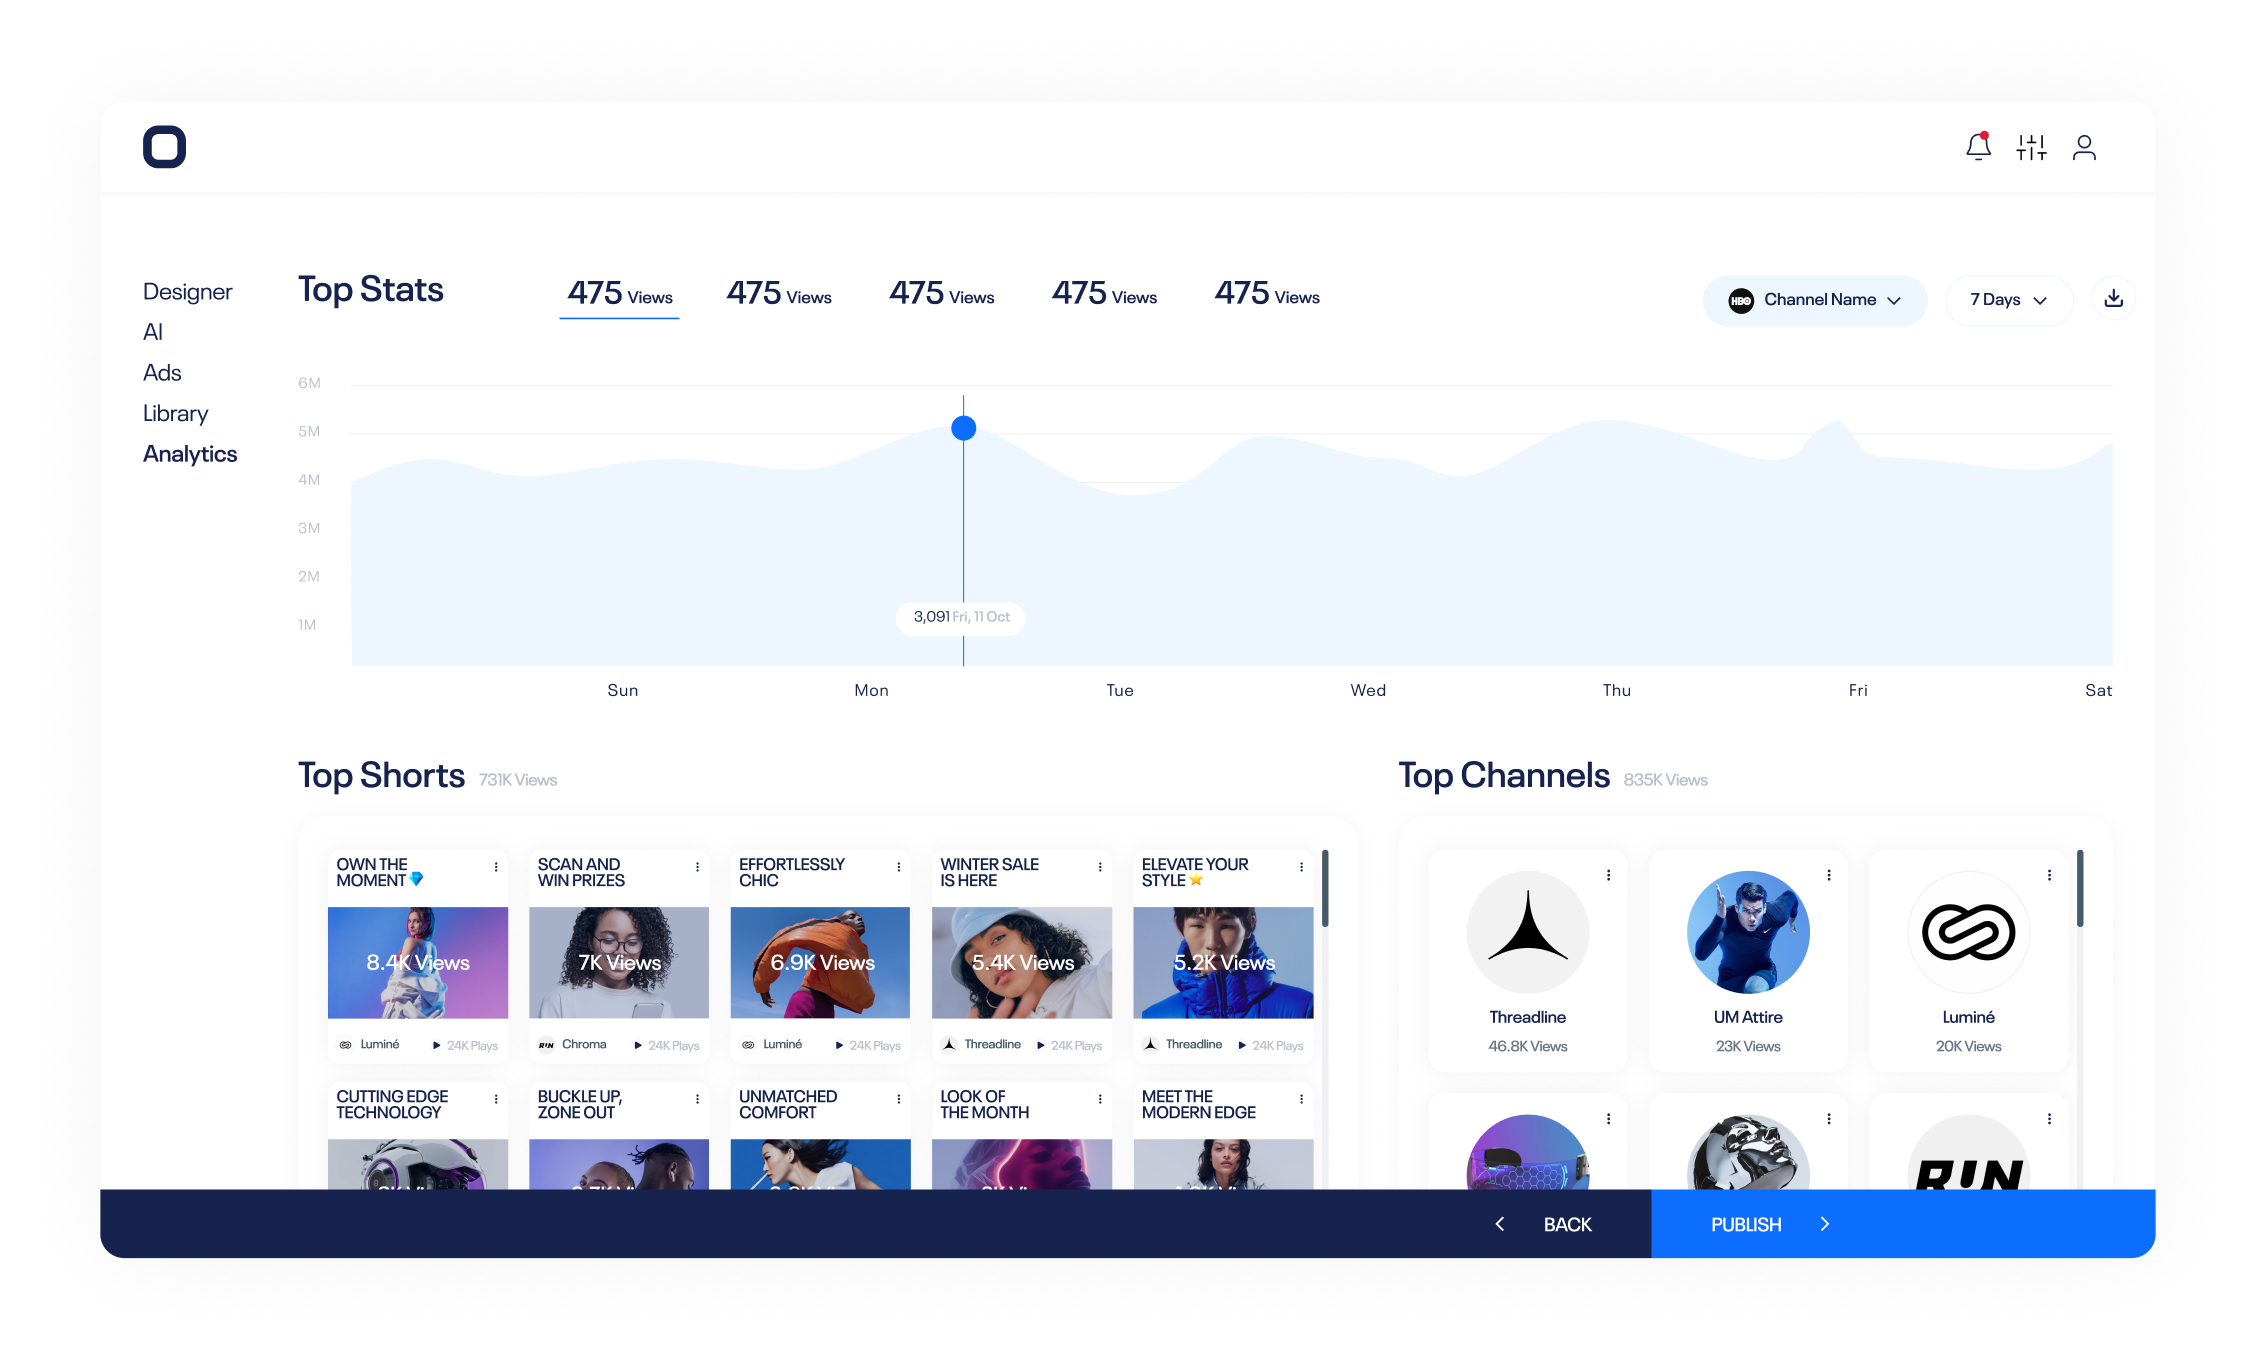 Designer
AI
Ads
Library
Analytics
Top Stats
475 Views
475 Views
475 Views
475 Views
475 Views
HBO Channel Name
7 Days
6M
5M
4M
3M
2M
1M
3,091 Fri, 11 Oct
Sun Mon Tue Wed Thu Fri Sat
Top Shorts 731K Views
OWN THE
MOMENT
8.4K Views
Luminé 24K Plays
SCAN AND
WIN PRIZES
7K Views
RUN Chroma 24K Plays
EFFORTLESSLY
CHIC
6.9K Views
Luminé 24K Plays
WINTER SALE
IS HERE
5.4K Views
Threadline 24K Plays
ELEVATE YOUR
STYLE
5.2K Views
Threadline 24K Plays
CUTTING EDGE
TECHNOLOGY
BUCKLE UP,
ZONE OUT
UNMATCHED
COMFORT
LOOK OF
THE MONTH
MEET THE
MODERN EDGE
Top Channels 835K Views
Threadline
46.8K Views
UM Attire
23K Views
Luminé
20K Views
RUN
BACK
PUBLISH